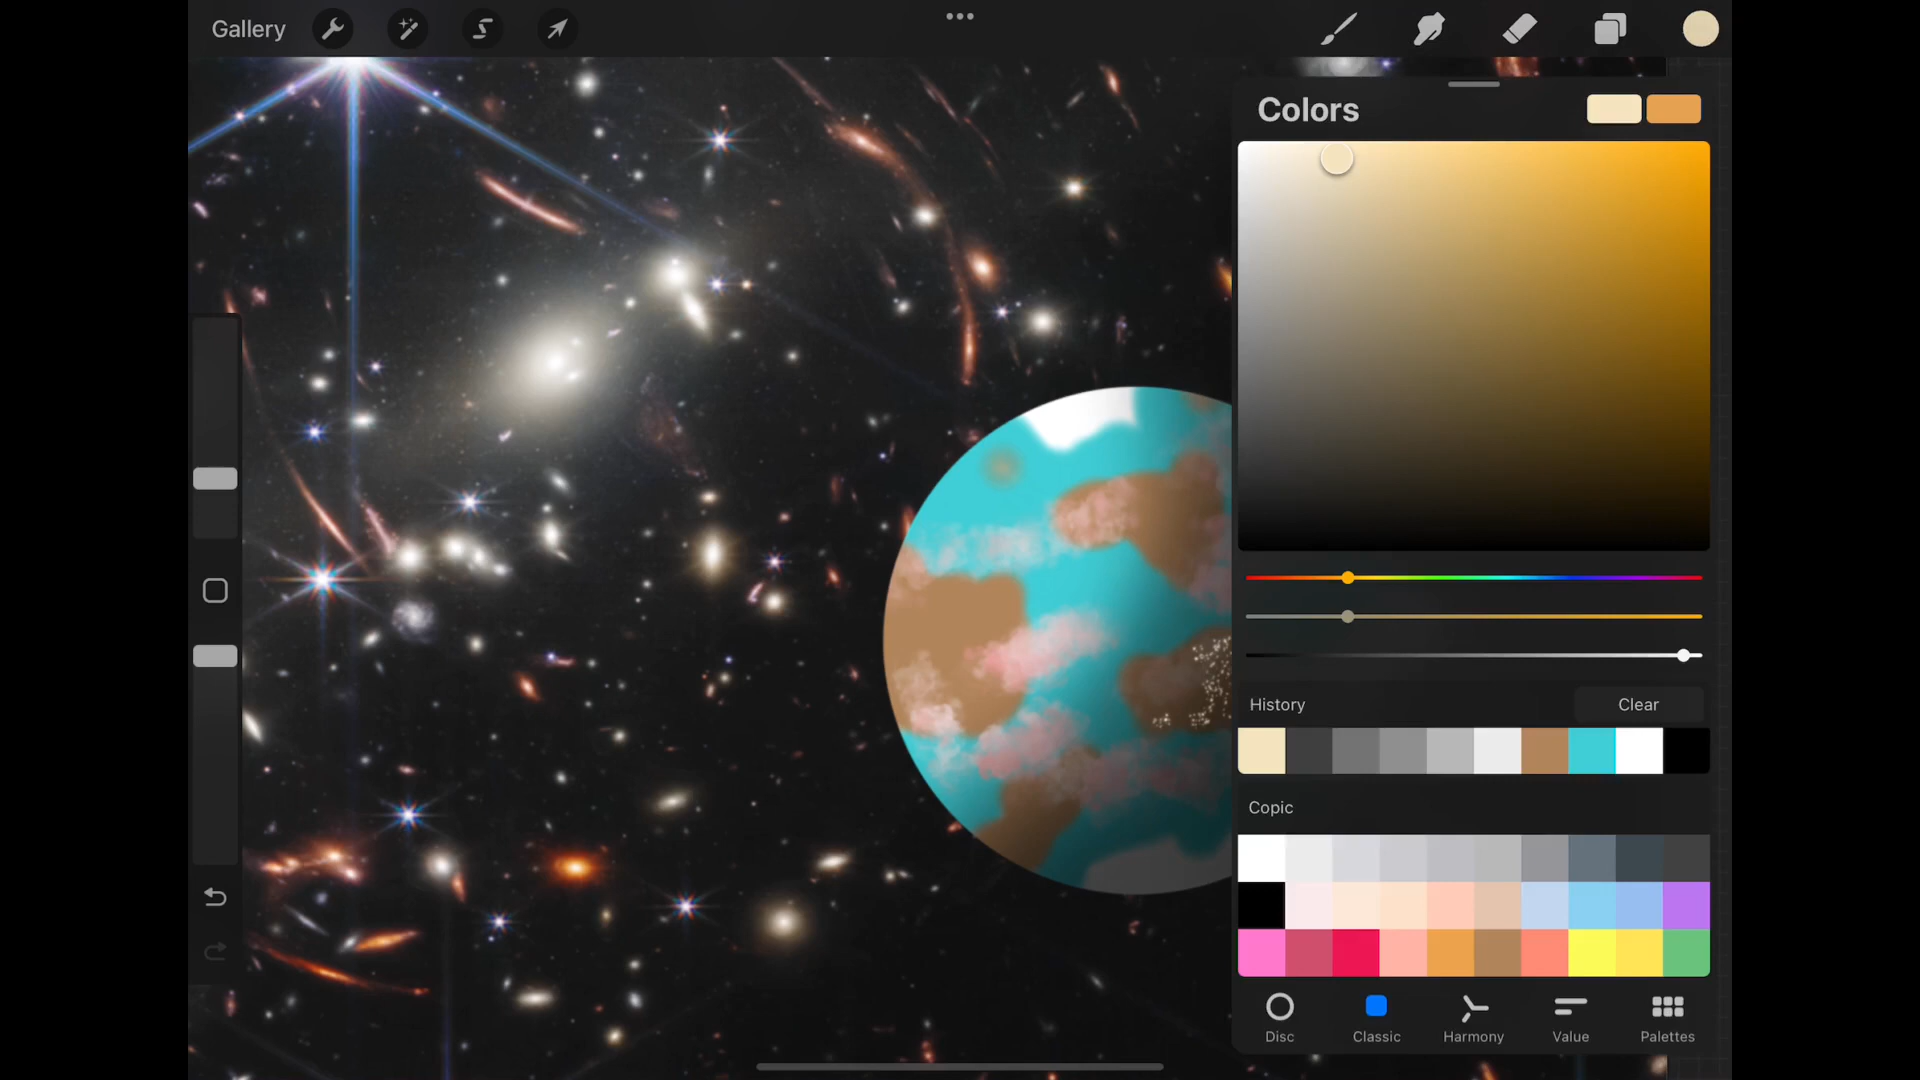 Gallery
Colors
History
Clear
Copic
Disc
Classic
Harmony
Value
Palettes